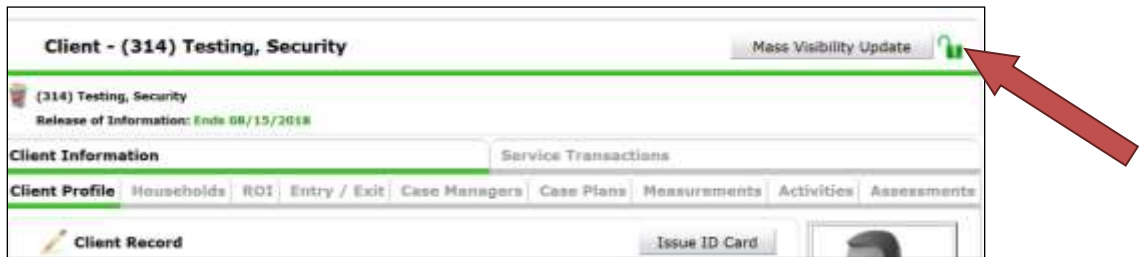 Client - (314) Testing, Security
Mass Visibility Update
(314) Testing, Security
Release of Information: Ends 08/15/2018
Client Information
Service Transactions
Client Profile Households ROI Entry / Exit Case Managers Case Plans Measurements Activities Assessments
Client Record
Issue ID Card